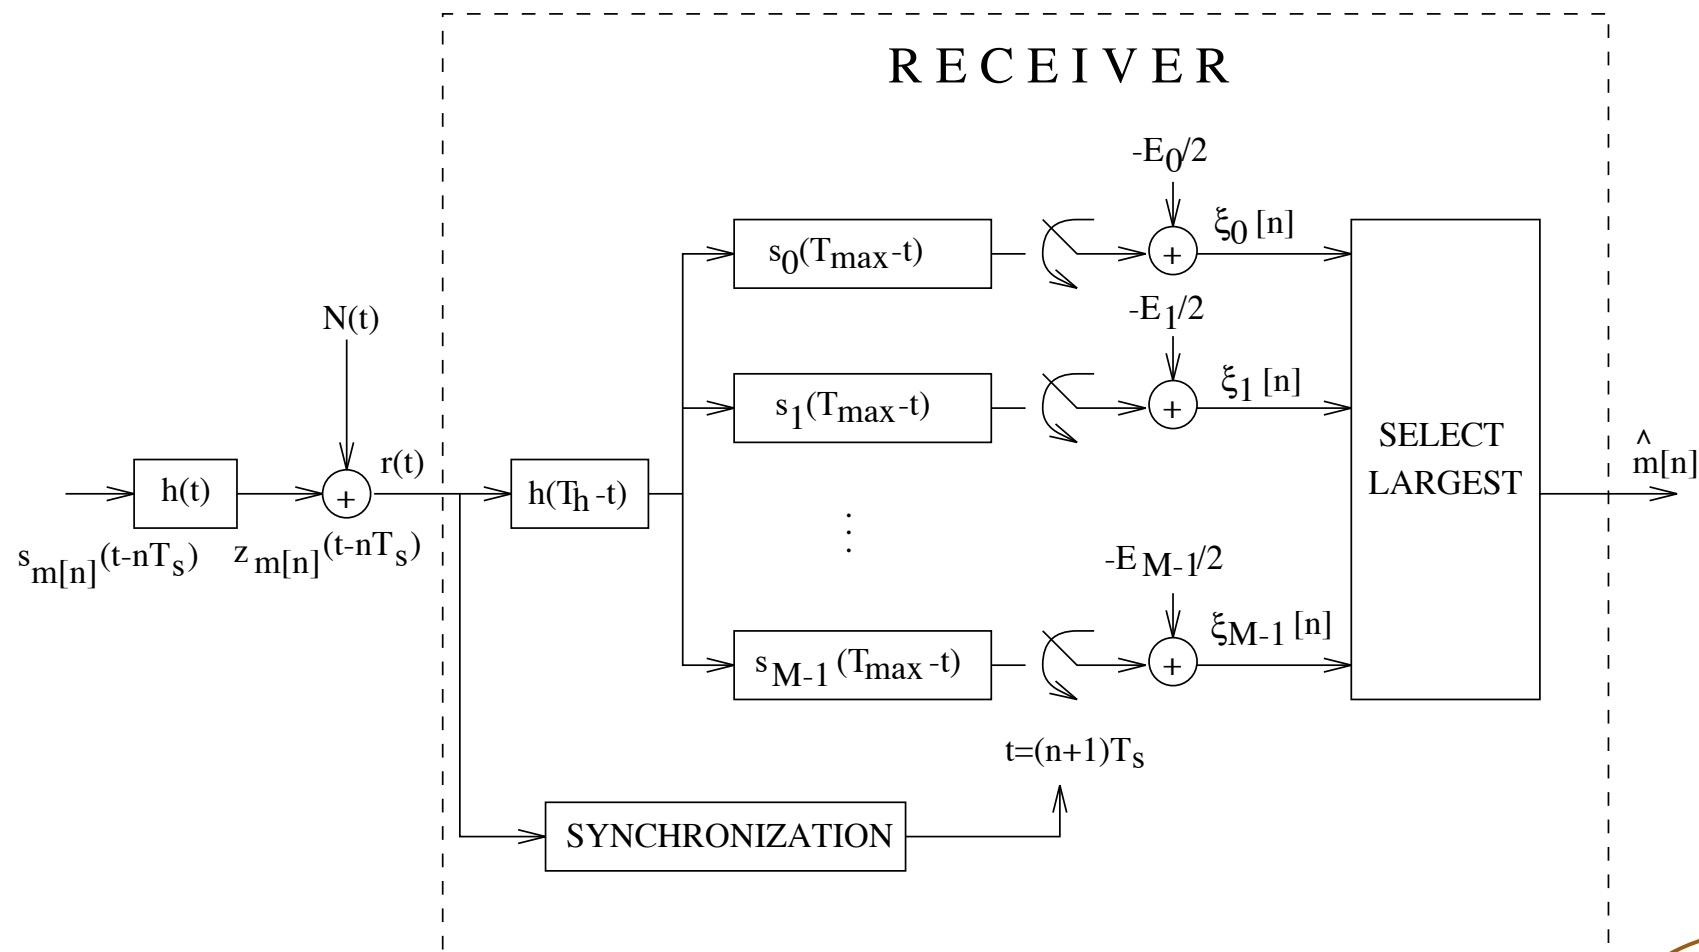 R E C E I V E R
-E0/2
s0(Tmax-t)
+
ξ0 [n]
-E1/2
s1(Tmax-t)
+
ξ1 [n]
N(t)
r(t)
h(t)
+
h(Th-t)
sm[n](t-nTs)
zm[n](t-nTs)
⋮
-EM-1/2
sM-1(Tmax-t)
+
ξM-1 [n]
SELECT
LARGEST
^
m[n]
t=(n+1)Ts
SYNCHRONIZATION